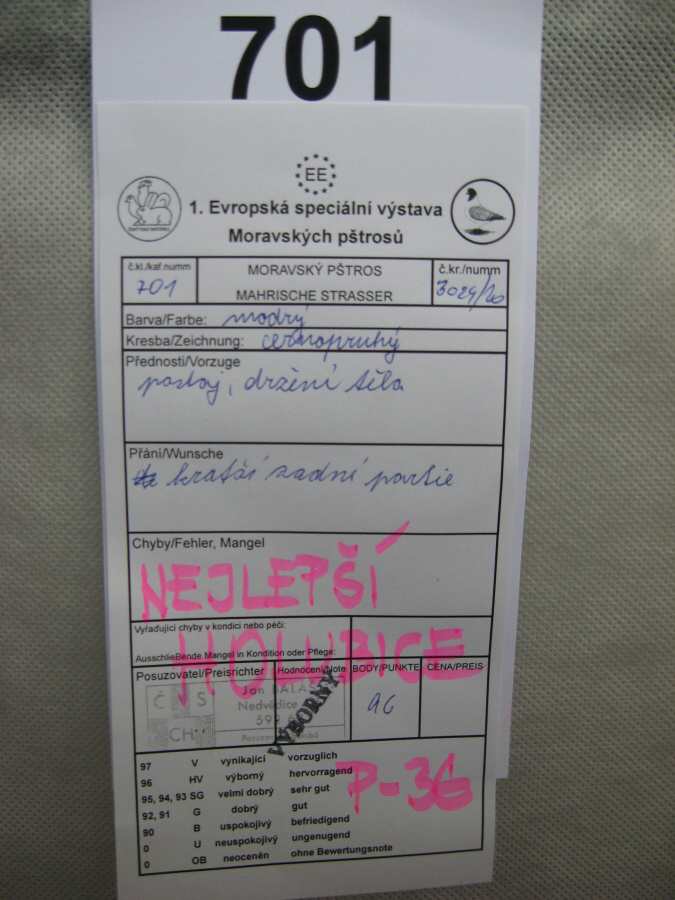 701
EE
1. Evropská speciální výstava
Moravských pštrosů
č.kl./kat.numm
MORAVSKÝ PŠTROS
č.kr./numm
701
MAHRISCHE STRASSER
3029/20
Barva/Farbe: modrý
Kresba/Zeichnung: černopruhý
Přednosti/Vorzuge
postoj, držení těla
Přání/Wunsche
kratší zadní partie
Chyby/Fehler, Mangel
NEJLEPŠÍ
HOLUBICE
Vyřaďující chyby v kondici nebo péči:
Ausschließende Mangel in Kondition oder Pflege:
Posuzovatel/Preisrichter Hodnocení/Note BODY/PUNKTE CENA/PREIS
Č S
CH
Jan
Nedvědice
VÝBORNÝ
96
97 V vynikající vorzuglich
96 HV výborný hervorragend
95, 94, 93 SG velmi dobrý sehr gut
92, 91 G dobrý gut
90 B uspokojivý befriedigend
0 U neuspokojivý ungenugend
0 OB neoceněn ohne Bewertungsnote
P-36